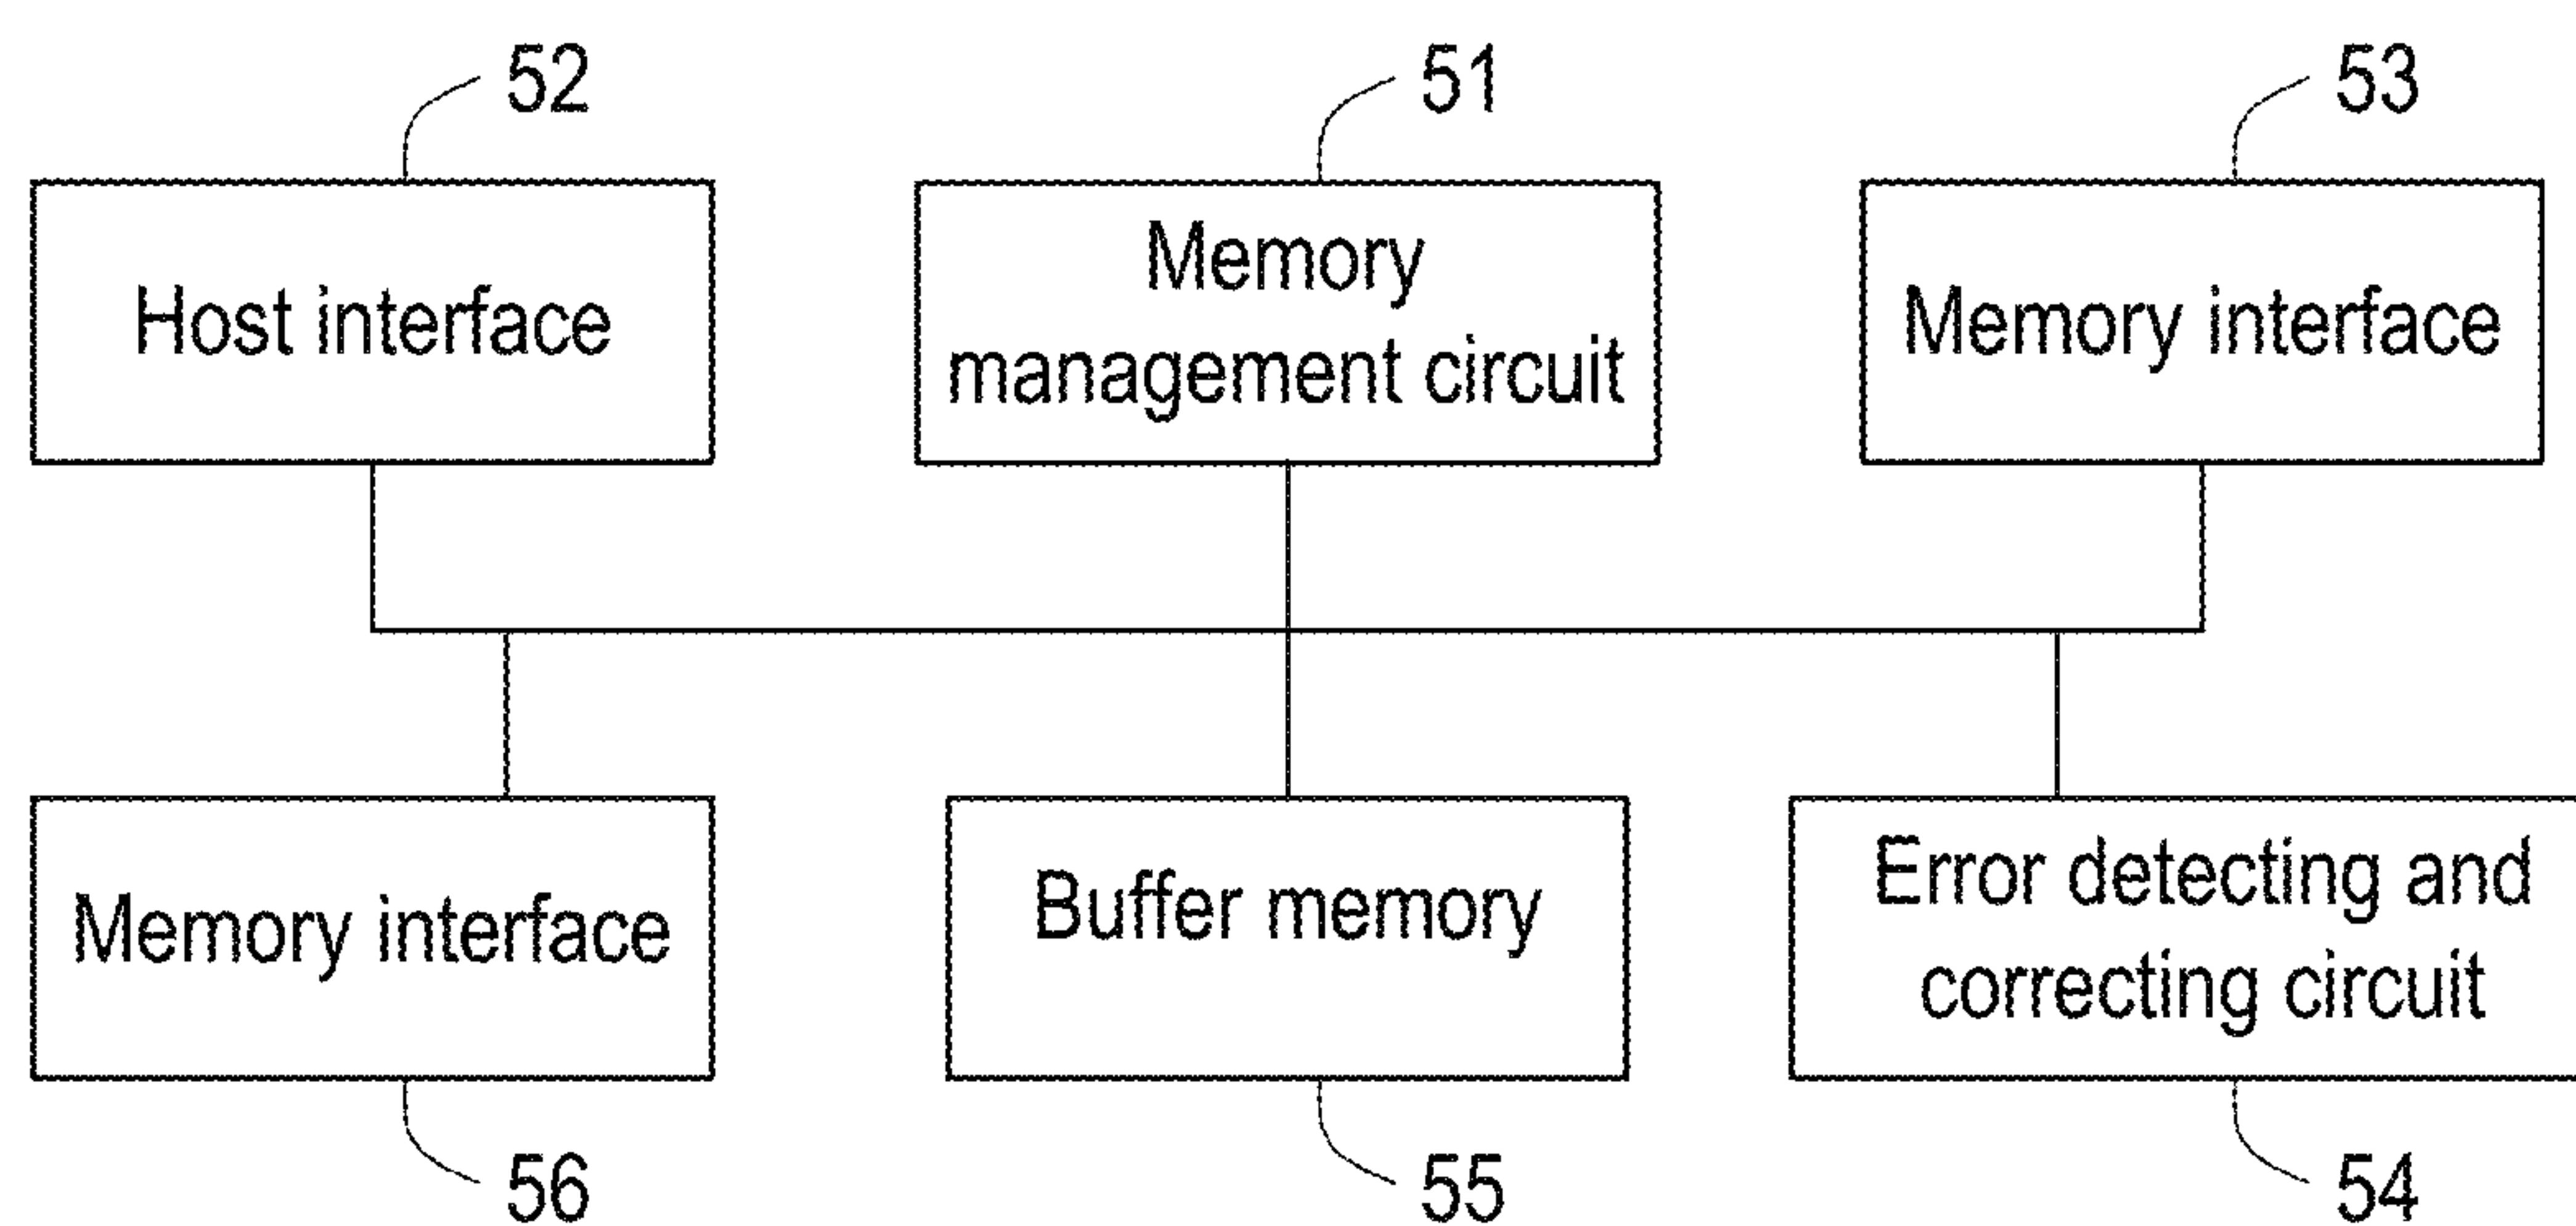 52
51
53
Host interface
Memory
management circuit
Memory interface
Memory interface
Buffer memory
Error detecting and
correcting circuit
56
55
54